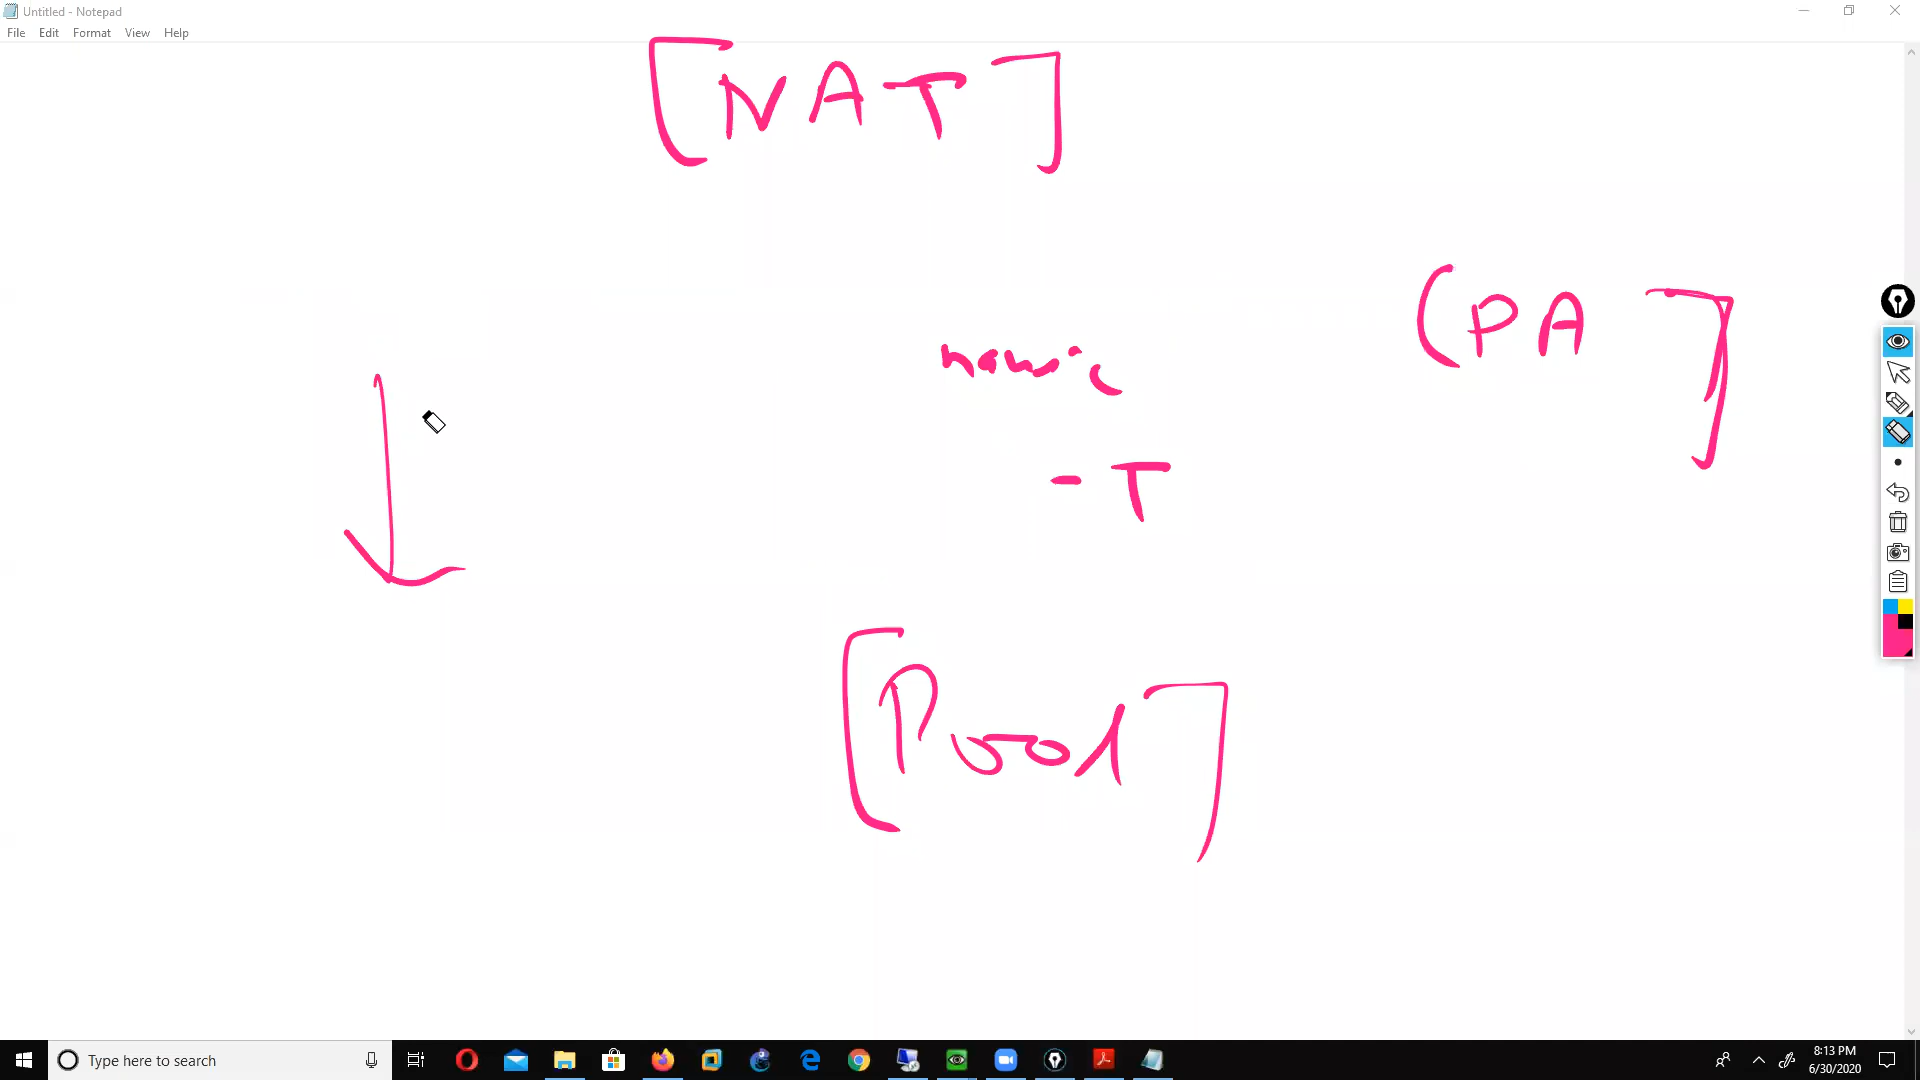 Untitled - Notepad
File Edit Format View Help
[NAT]
(PA ]
namic
- T
[Pool]
Type here to search
8:13 PM
6/30/2020